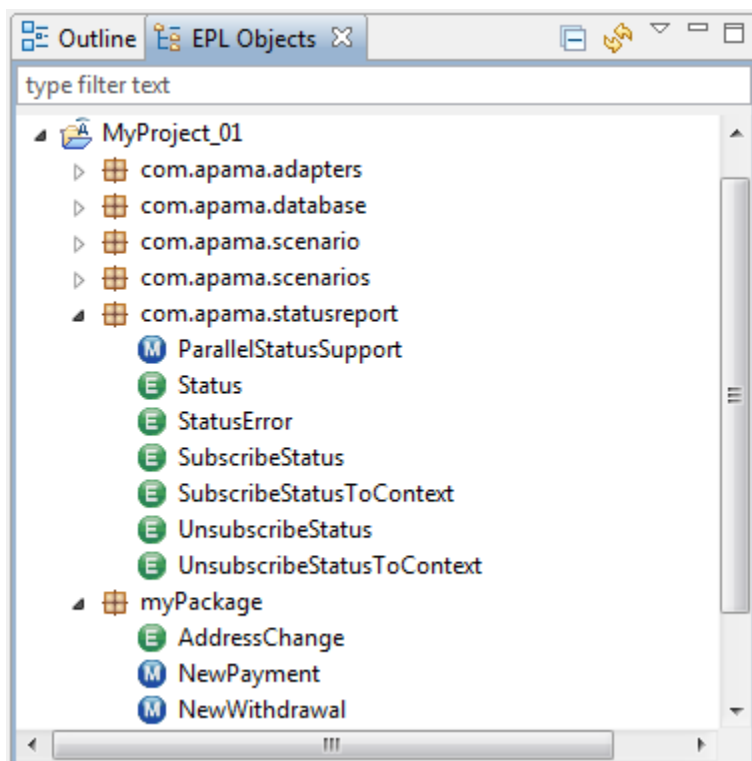 Outline EPL Objects
type filter text
MyProject_01
com.apama.adapters
com.apama.database
com.apama.scenario
com.apama.scenarios
com.apama.statusreport
M ParallelStatusSupport
E Status
E StatusError
E SubscribeStatus
E SubscribeStatusToContext
E UnsubscribeStatus
E UnsubscribeStatusToContext
myPackage
E AddressChange
M NewPayment
M NewWithdrawal